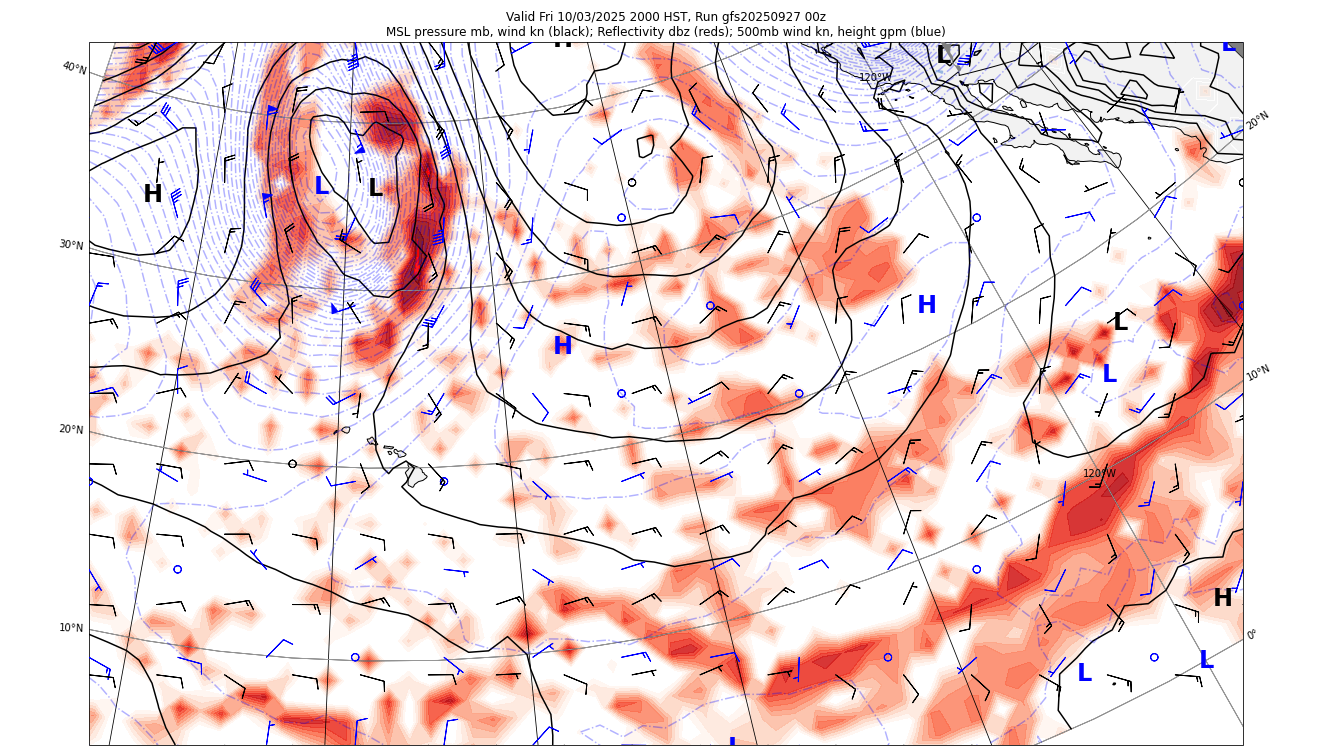 Valid Fri 10/03/2025 2000 HST, Run gfs20250927 00z
MSL pressure mb, wind kn (black); Reflectivity dbz (reds); 500mb wind kn, height gpm (blue)
H
L
L
40°N
120°W
20°N
H
L
L
30°N
H
L
H
L
10°N
20°N
120°W
10°N
H
0°
L
L
L